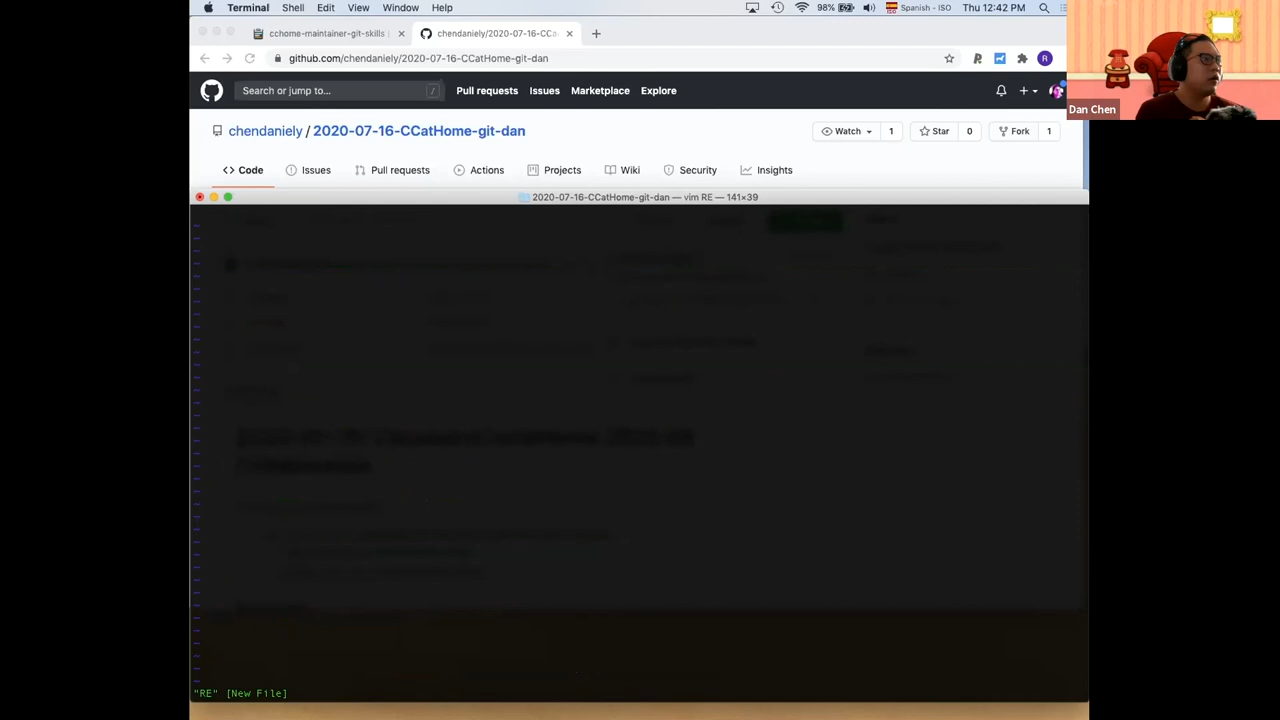 Terminal Shell Edit View Window Help 98% Spanish - ISO Thu 12:42 PM
cchome-maintainer-git-skills
chendaniely/2020-07-16-CCa
github.com/chendaniely/2020-07-16-CCatHome-git-dan
R
Search or jump to... /
Pull requests Issues Marketplace Explore
Dan Chen
chendaniely / 2020-07-16-CCatHome-git-dan
Watch 1 Star 0 Fork 1
Code Issues Pull requests Actions Projects Wiki Security Insights
2020-07-16-CCatHome-git-dan — vim RE — 141×39
"RE" [New File]